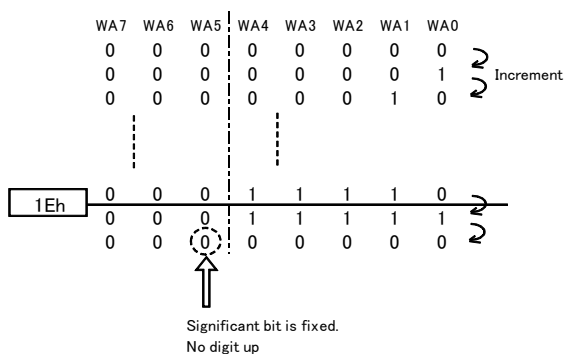 WA7 WA6 WA5 WA4 WA3 WA2 WA1 WA0
0 0 0 0 0 0 0 0
0 0 0 0 0 0 0 1 Increment
0 0 0 0 0 0 1 0
0 0 0 1 1 1 1 0
1Eh
0 0 0 1 1 1 1 1
0 0 0 0 0 0 0 0
Significant bit is fixed.
No digit up